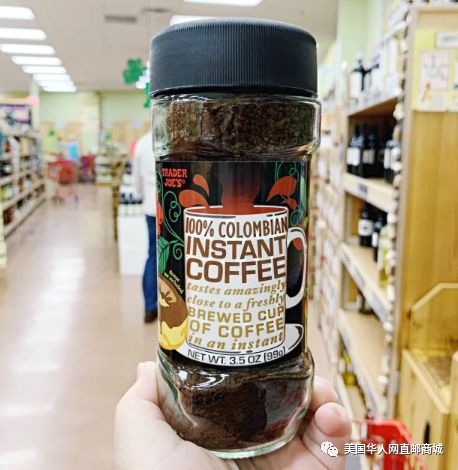 TRADER
JOE'S®
100% COLOMBIAN
INSTANT
COFFEE
tastes amazingly
close to a freshly
BREWED CUP
OF COFFEE
in an instant
NET WT. 3.5 OZ (99g)
美国华人网直邮商城